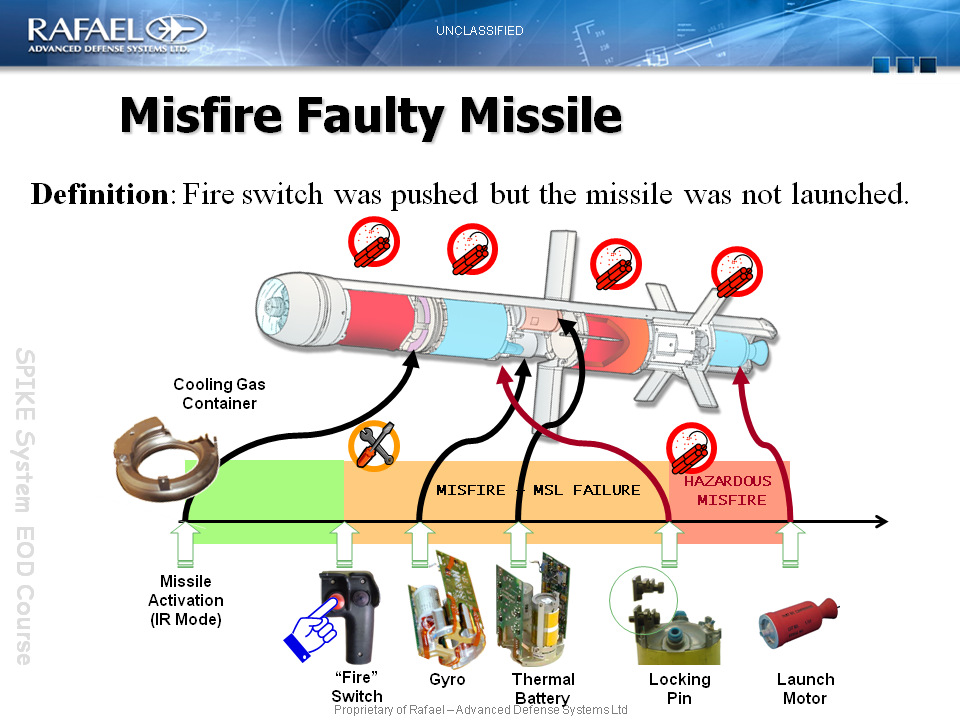 RAFAEL
ADVANCED DEFENSE SYSTEMS LTD.
UNCLASSIFIED
Misfire Faulty Missile
Definition: Fire switch was pushed but the missile was not launched.
SPIKE System EOD Course
Cooling Gas
Container
MISFIRE - MSL FAILURE
HAZARDOUS
MISFIRE
Missile
Activation
(IR Mode)
“Fire”
Switch
Gyro
Thermal
Battery
Locking
Pin
Launch
Motor
Proprietary of Rafael – Advanced Defense Systems Ltd